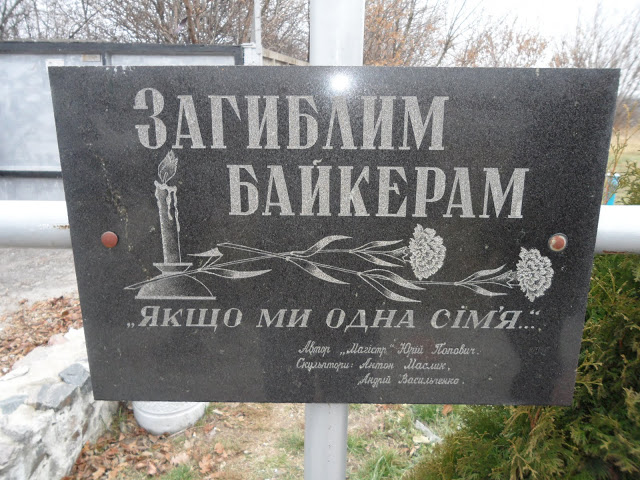 ЗАГИБЛИМ
БАЙКЕРАМ
„ЯКЩО МИ ОДНА СІМ'Я..."
Автор „Магістр" Юрій Попович.
Скульптори: Антон Маслик,
Андрій Васильченко.